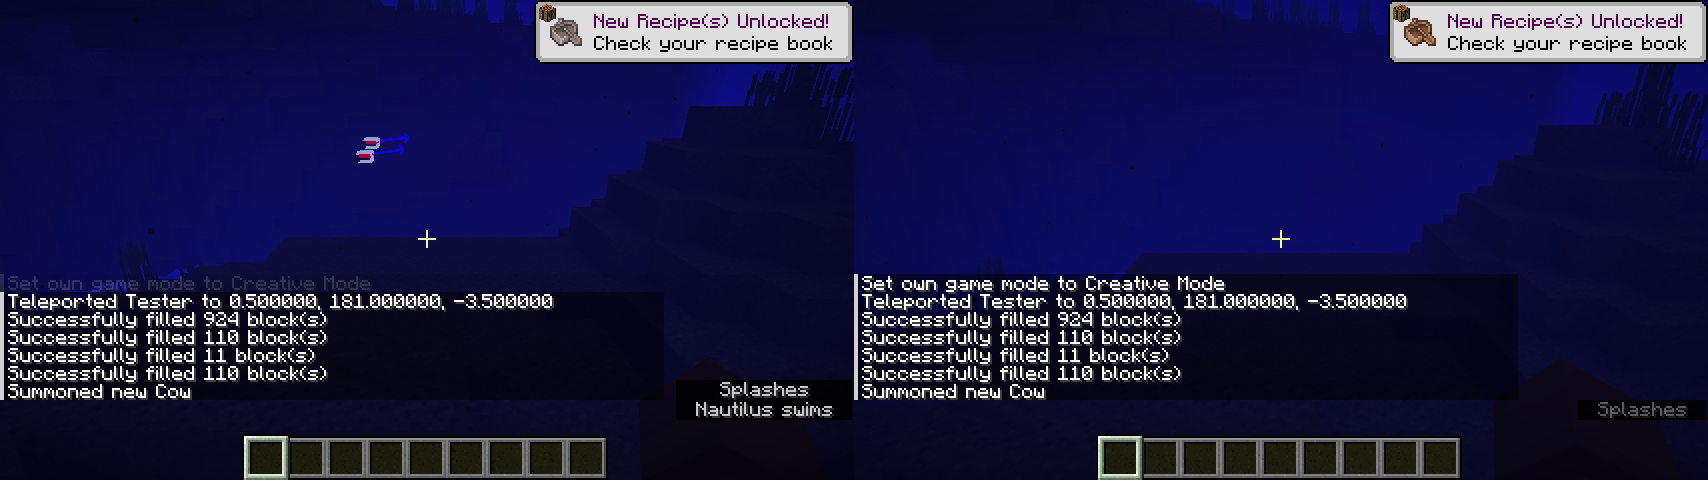 New Recipe(s) Unlocked!
Check your recipe book
Set own game mode to Creative Mode
Teleported Tester to 0.500000, 181.000000, -3.500000
Successfully filled 924 block(s)
Successfully filled 110 block(s)
Successfully filled 11 block(s)
Successfully filled 110 block(s)
Summoned new Cow
Splashes
Nautilus swims
New Recipe(s) Unlocked!
Check your recipe book
Set own game mode to Creative Mode
Teleported Tester to 0.500000, 181.000000, -3.500000
Successfully filled 924 block(s)
Successfully filled 110 block(s)
Successfully filled 11 block(s)
Successfully filled 110 block(s)
Summoned new Cow
Splashes